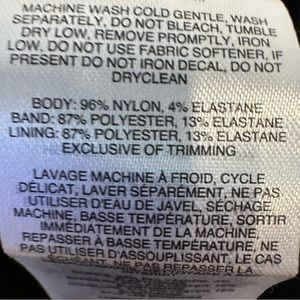 MACHINE WASH COLD GENTLE, WASH
SEPARATELY, DO NOT BLEACH, TUMBLE
DRY LOW, REMOVE PROMPTLY, IRON
LOW, DO NOT USE FABRIC SOFTENER, IF
PRESENT DO NOT IRON DECAL, DO NOT
DRYCLEAN
BODY: 96% NYLON, 4% ELASTANE
BAND: 87% POLYESTER, 13% ELASTANE
LINING: 87% POLYESTER, 13% ELASTANE
EXCLUSIVE OF TRIMMING
LAVAGE MACHINE À FROID, CYCLE
DÉLICAT, LAVER SÉPARÉMENT, NE PAS
UTILISER D'EAU DE JAVEL, SÉCHAGE
MACHINE, BASSE TEMPÉRATURE, SORTIR
IMMÉDIATEMENT DE LA MACHINE,
REPASSER À BASSE TEMPÉRATURE, NE
PAS UTILISER D'ASSOUPLISSANT, LE CAS
NE PAS REPASSER LA